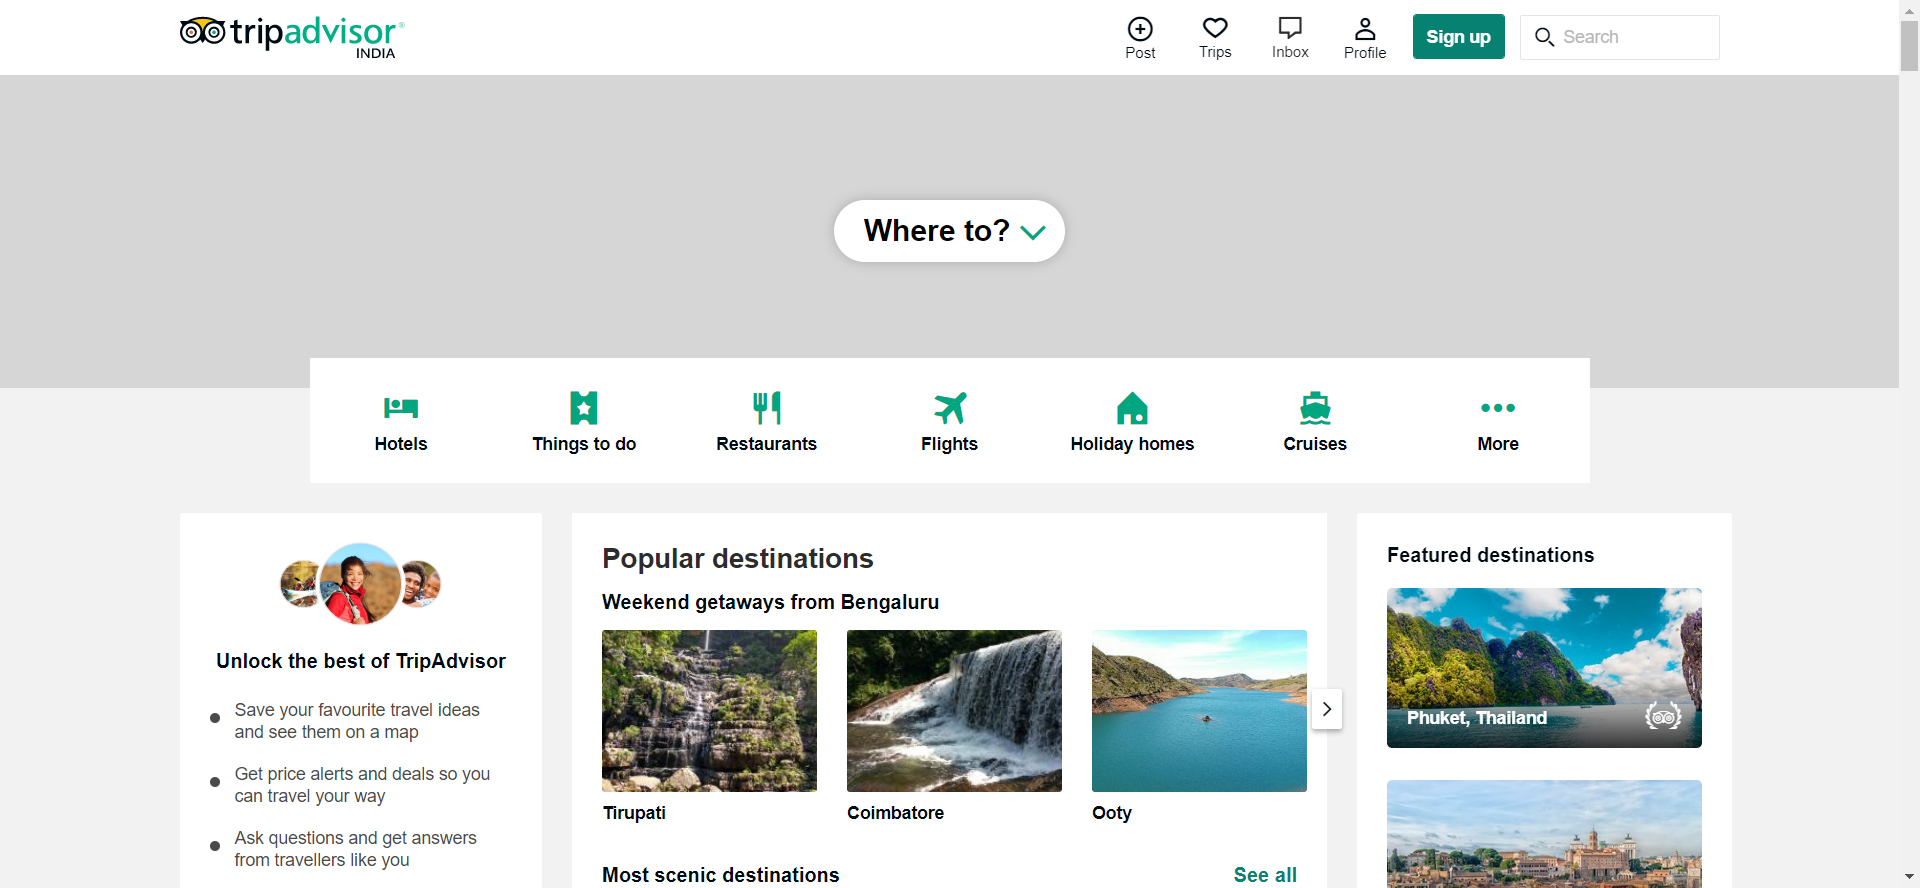 tripadvisor®
INDIA
Post
Trips
Inbox
Profile
Sign up
Search
Where to?
Hotels
Things to do
Restaurants
Flights
Holiday homes
Cruises
More
Unlock the best of TripAdvisor
Save your favourite travel ideas
and see them on a map
Get price alerts and deals so you
can travel your way
Ask questions and get answers
from travellers like you
Popular destinations
Weekend getaways from Bengaluru
Tirupati
Coimbatore
Ooty
Most scenic destinations
See all
Featured destinations
Phuket, Thailand